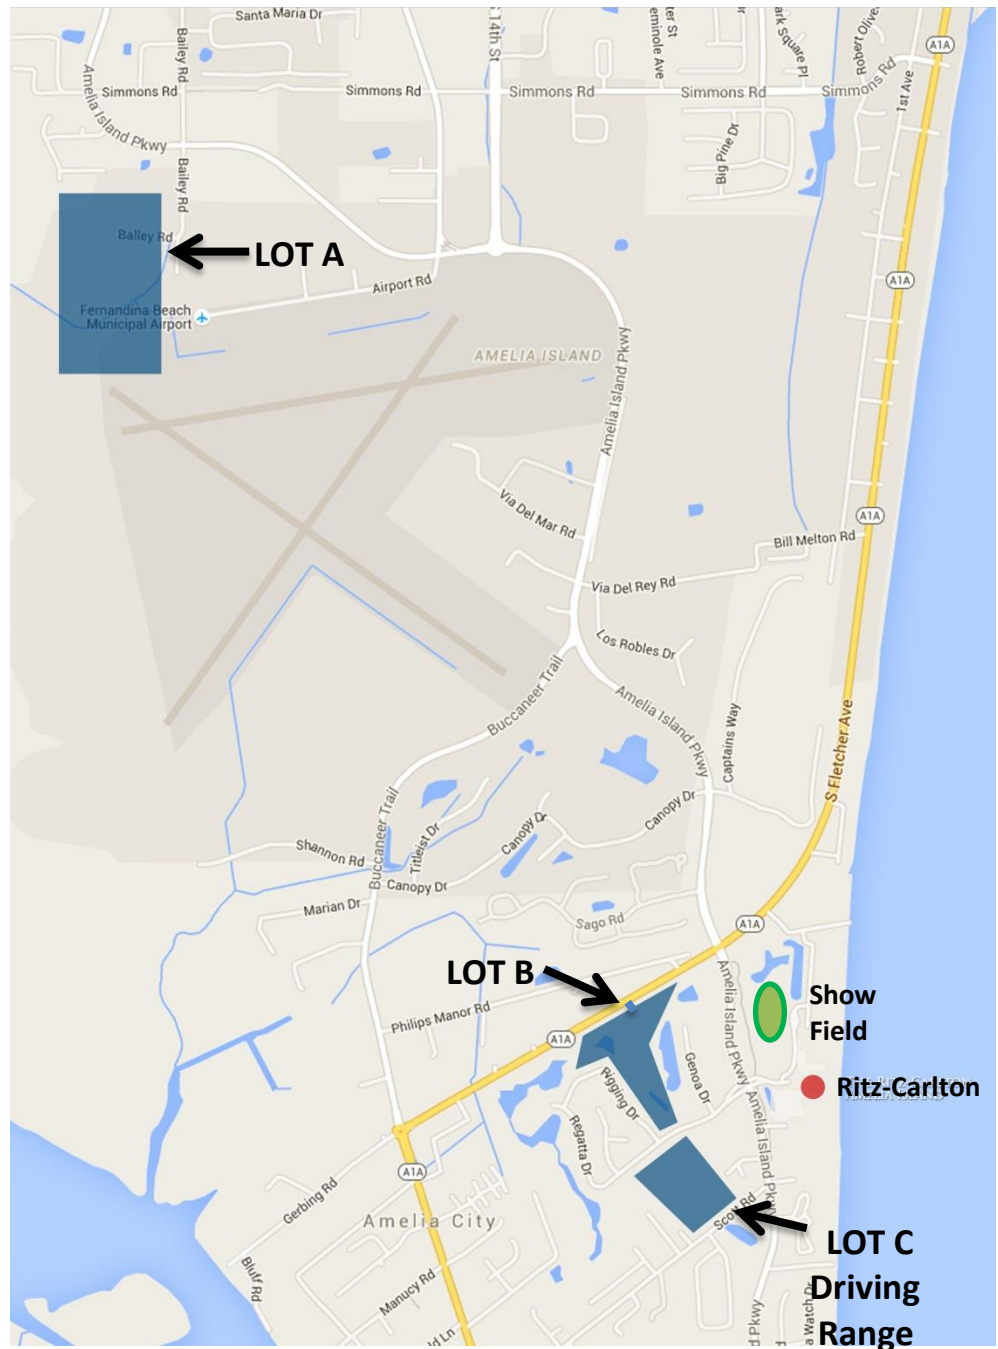 Santa Maria Dr
Bailey Rd
14th St
Big Pine Dr
Robert Olive
A1A
1st Ave
Simmons Rd
Simmons Rd
Simmons Rd
Simmons Rd
Simmons Rd
Amelia Island Pkwy
Bailey Rd
Bailey Rd
LOT A
Airport Rd
A1A
Fernandina Beach
Municipal Airport
AMELIA ISLAND
Amelia Island Pkwy
Via Del Mar Rd
A1A
Bill Melton Rd
Via Del Rey Rd
Los Robles Dr
Buccaneer Trail
Amelia Island Pkwy
Captains Way
S Fletcher Ave
Buccaneer Trail
Titleist Dr
Canopy Dr
Canopy Dr
Shannon Rd
Canopy Dr
Marian Dr
Sago Rd
A1A
LOT B
Philips Manor Rd
A1A
Amelia Island Pkwy
Show
Field
Genoa Dr
Rigging Dr
Ritz-Carlton
AMELIA ISLAND
Regatta Dr
Amelia Island Pkwy
A1A
Gerbing Rd
Amelia City
Scott Rd
LOT C
Driving
Range
Bluff Rd
Manucy Rd